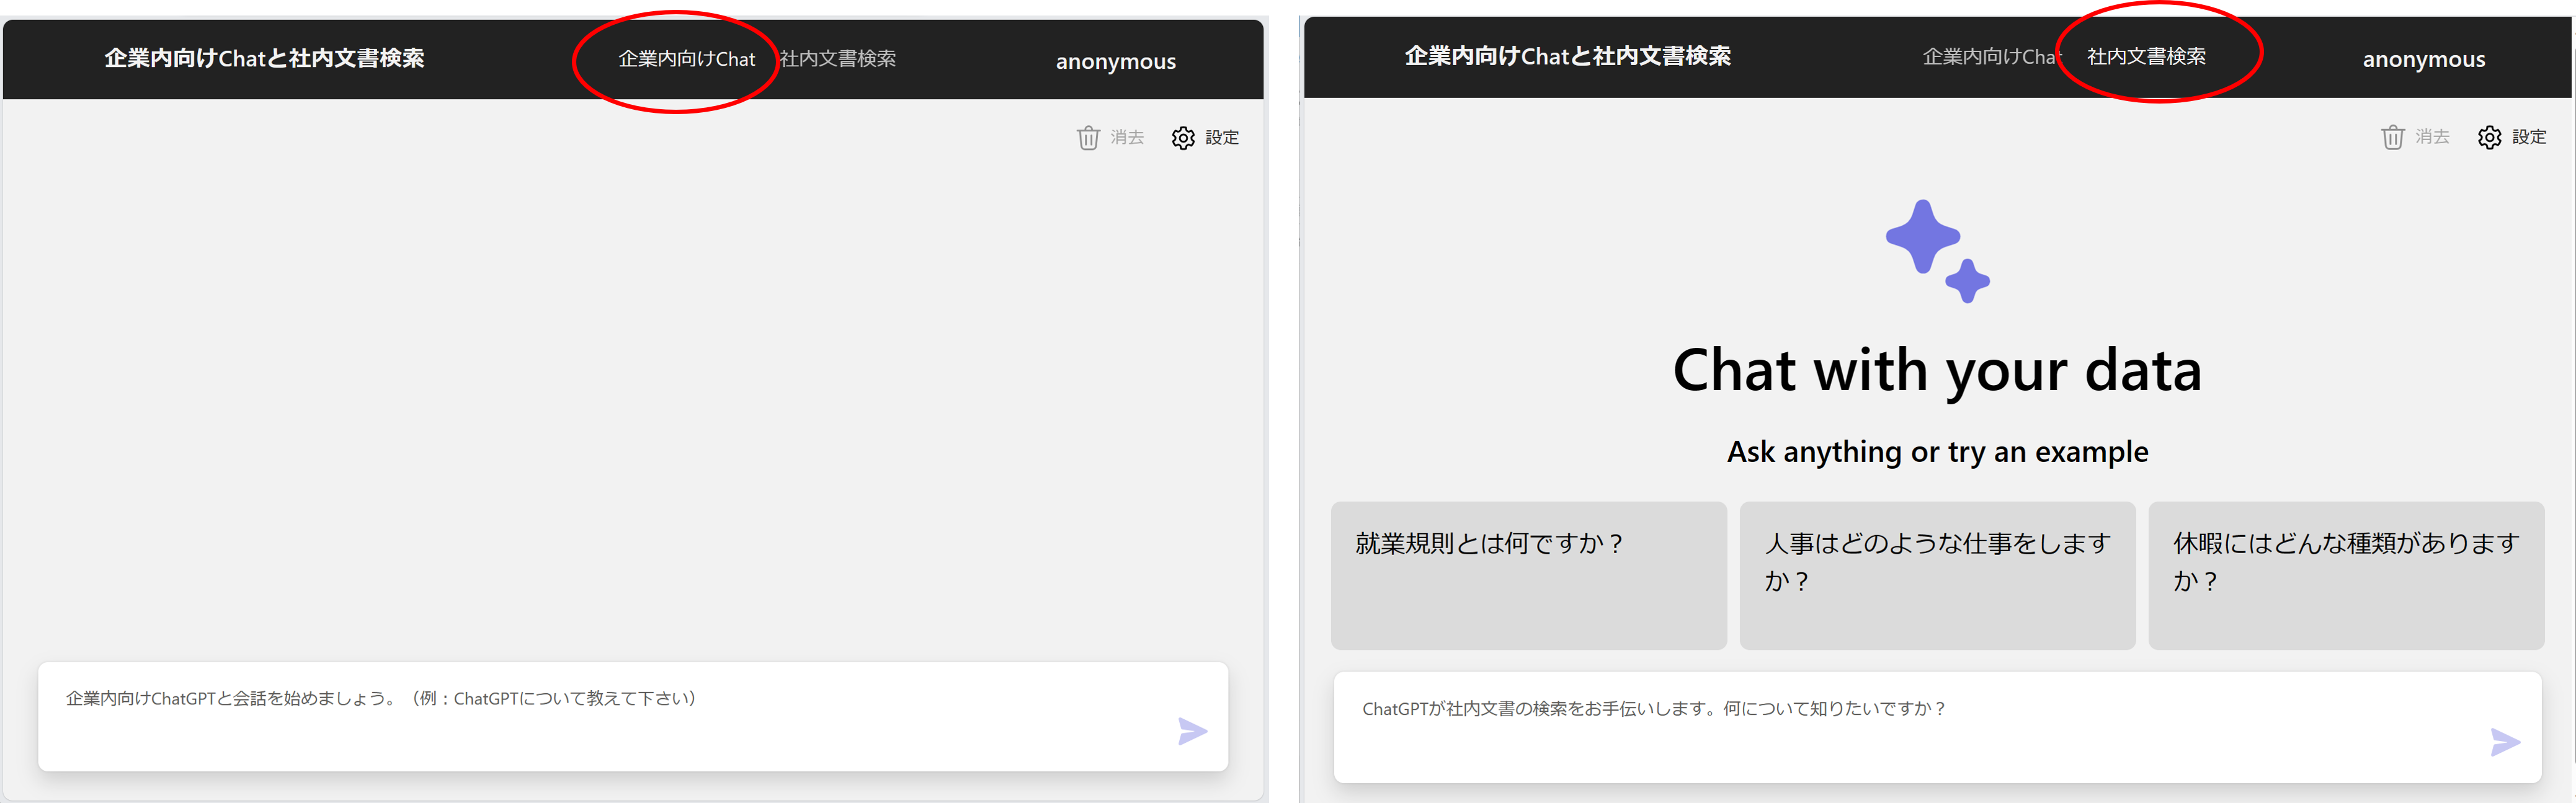 企業内向けChatと社内文書検索
企業内向けChat
社内文書検索
anonymous
消去
設定
企業内向けChatGPTと会話を始めましょう。（例：ChatGPTについて教えて下さい）
企業内向けChatと社内文書検索
企業内向けChat
社内文書検索
anonymous
消去
設定
Chat with your data
Ask anything or try an example
就業規則とは何ですか？
人事はどのような仕事をします
か？
休暇にはどんな種類があります
か？
ChatGPTが社内文書の検索をお手伝いします。何について知りたいですか？